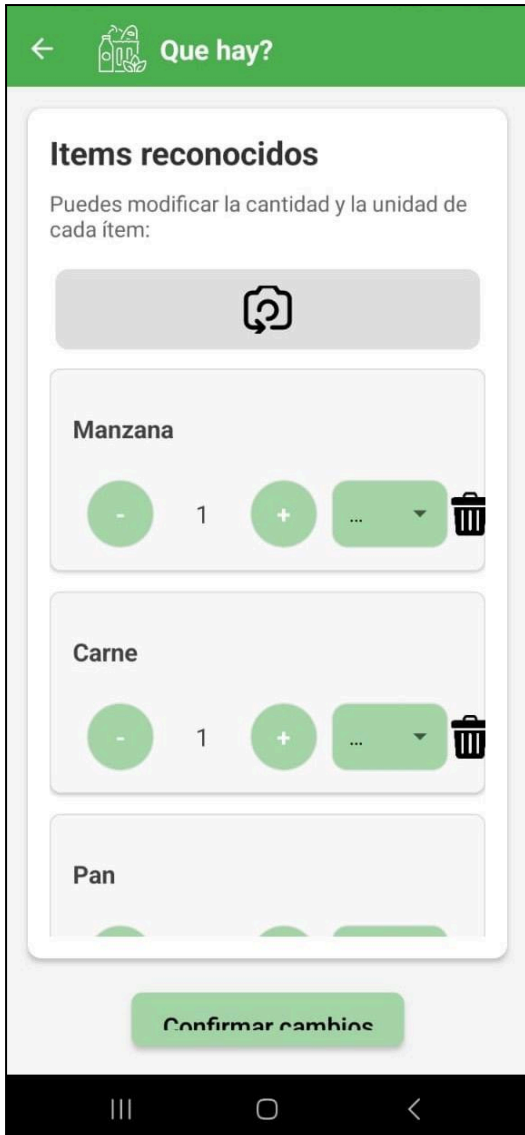 Que hay?
Items reconocidos
Puedes modificar la cantidad y la unidad de
cada ítem:
Manzana
- 1 + ...
Carne
- 1 + ...
Pan
Confirmar cambios